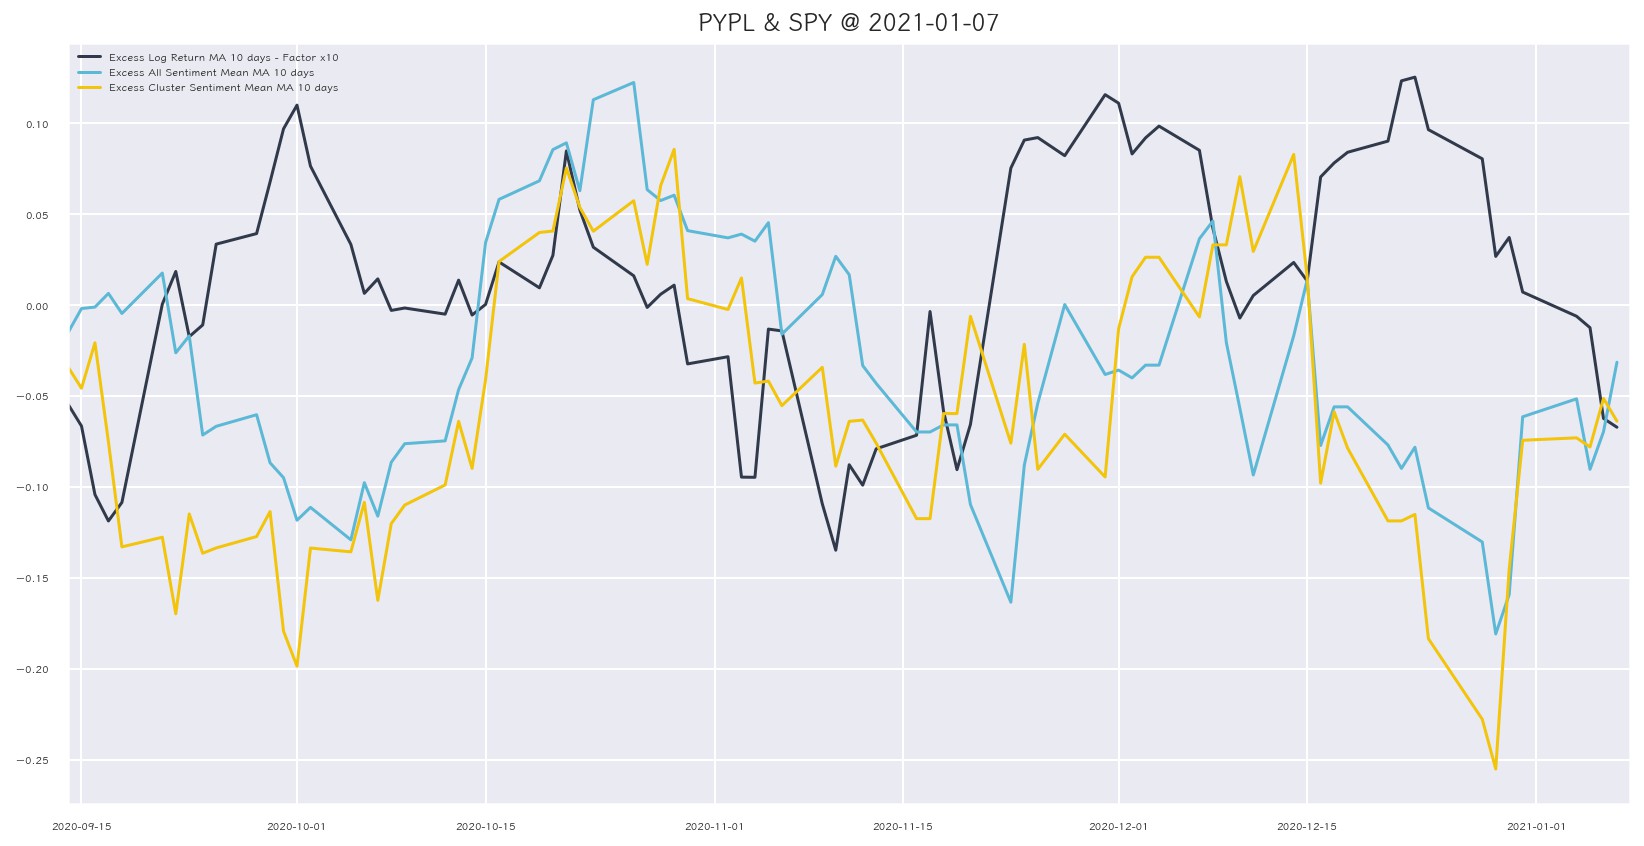 PYPL & SPY @ 2021-01-07
Excess Log Return MA 10 days - Factor x10
Excess All Sentiment Mean MA 10 days
Excess Cluster Sentiment Mean MA 10 days
0.10
0.05
0.00
−0.05
−0.10
−0.15
−0.20
−0.25
2020-09-15 2020-10-01 2020-10-15 2020-11-01 2020-11-15 2020-12-01 2020-12-15 2021-01-01